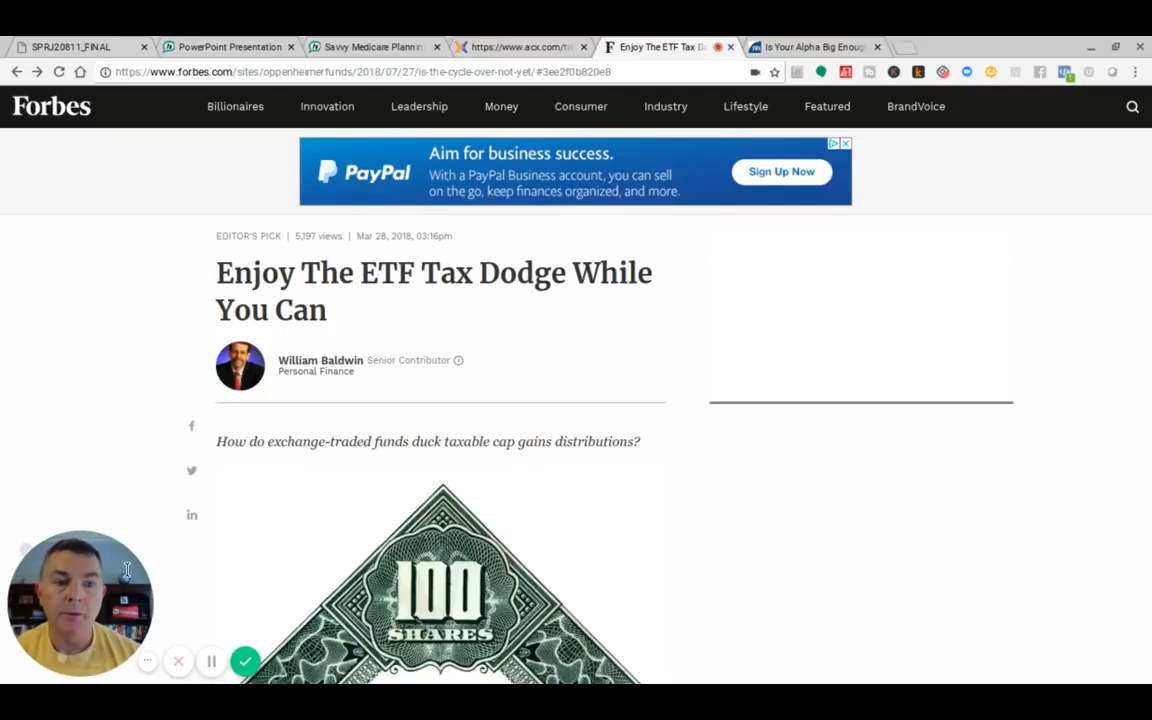 SPRJ20811_FINAL
PowerPoint Presentation
Savvy Medicare Planning
https://www.acx.com/
Enjoy The ETF Tax D
Is Your Alpha Big Enoug
https://www.forbes.com/sites/oppenheimerfunds/2018/07/27/is-the-cycle-over-not-yet/#3ee2f0b820e8
Forbes
Billionaires
Innovation
Leadership
Money
Consumer
Industry
Lifestyle
Featured
BrandVoice
PayPal
Aim for business success.
With a PayPal Business account, you can sell
on the go, keep finances organized, and more.
Sign Up Now
EDITOR'S PICK | 5,197 views | Mar 28, 2018, 03:16pm
Enjoy The ETF Tax Dodge While
You Can
William Baldwin Senior Contributor
Personal Finance
How do exchange-traded funds duck taxable cap gains distributions?
100
SHARES